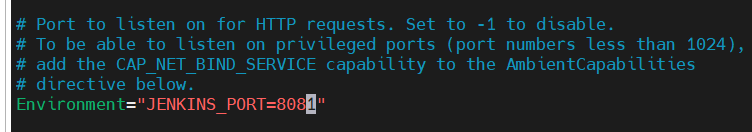 # Port to listen on for HTTP requests. Set to -1 to disable.
# To be able to listen on privileged ports (port numbers less than 1024),
# add the CAP_NET_BIND_SERVICE capability to the AmbientCapabilities
# directive below.
Environment="JENKINS_PORT=8081"